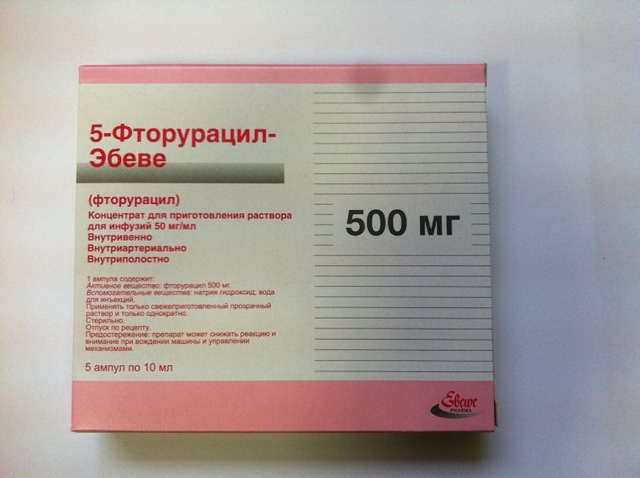 5-Фторурацил-
Эбеве
(фторурацил)
Концентрат для приготовления раствора
для инфузий 50 мг/мл
Внутривенно
Внутриартериально
Внутриполостно
500 мг
1 ампула содержит:
Активное вещество: фторурацил 500 мг.
Вспомогательные вещества: натрия гидроксид; вода
для инъекций.
Применять только свежеприготовленный прозрачный
раствор и только однократно.
Стерильно.
Отпуск по рецепту.
Предостережение: препарат может снижать реакцию и
внимание при вождении машины и управлении
механизмами.
5 ампул по 10 мл
Ebewe
PHARMA